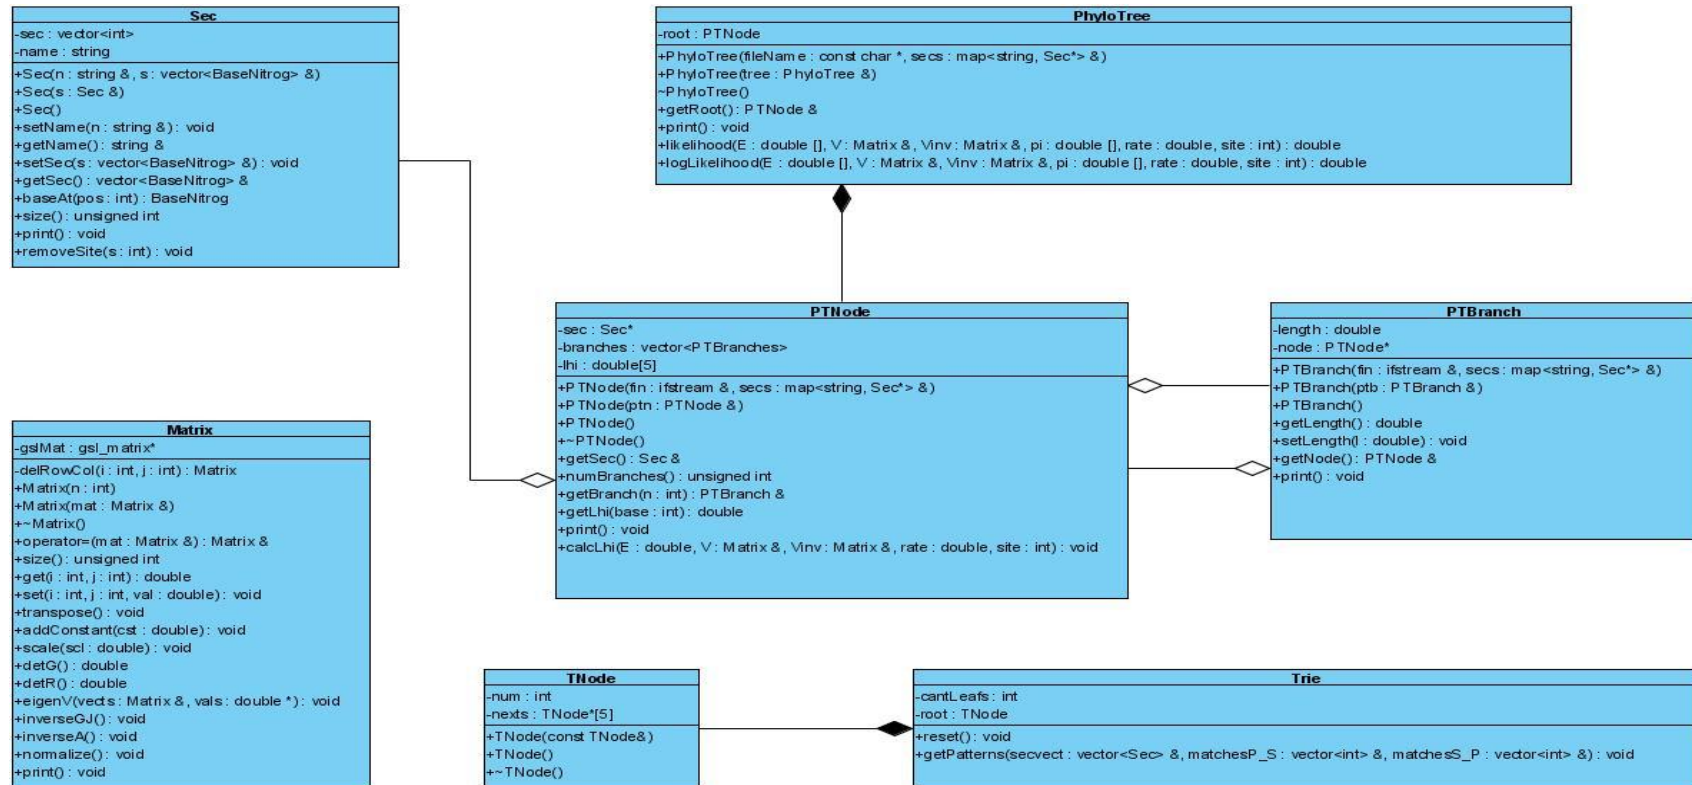 Sec
-sec : vector<int>
-name : string
+Sec(n : string &, s : vector<BaseNitrog> &)
+Sec(s : Sec &)
+Sec()
+setName(n : string &) : void
+getName() : string &
+setSec(s : vector<BaseNitrog> &) : void
+getSec() : vector<BaseNitrog> &
+baseAt(pos : int) : BaseNitrog
+size() : unsigned int
+print() : void
+removeSite(s : int) : void
PhyloTree
-root : PTNode
+PhyloTree(fileName : const char *, secs : map<string, Sec*> &)
+PhyloTree(tree : PhyloTree &)
~PhyloTree()
+getRoot() : PTNode &
+print() : void
+likelihood(E : double [], V : Matrix &, Vinv : Matrix &, pi : double [], rate : double, site : int) : double
+logLikelihood(E : double [], V : Matrix &, Vinv : Matrix &, pi : double [], rate : double, site : int) : double
PTNode
-sec : Sec*
-branches : vector<PTBranches>
-lhi : double[5]
+PTNode(fin : ifstream &, secs : map<string, Sec*> &)
+PTNode(ptn : PTNode &)
+PTNode()
+~PTNode()
+getSec() : Sec &
+numBranches() : unsigned int
+getBranch(n : int) : PTBranch &
+getLhi(base : int) : double
+print() : void
+calcLhi(E : double, V : Matrix &, Vinv : Matrix &, rate : double, site : int) : void
PTBranch
-length : double
-node : PTNode*
+PTBranch(fin : ifstream &, secs : map<string, Sec*> &)
+PTBranch(ptb : PTBranch &)
+PTBranch()
+getLength() : double
+setLength(l : double) : void
+getNode() : PTNode &
+print() : void
Matrix
-gslMat : gsl_matrix*
-delRowCol(i : int, j : int) : Matrix
+Matrix(n : int)
+Matrix(mat : Matrix &)
+~Matrix()
+operator=(mat : Matrix &) : Matrix &
+size() : unsigned int
+get(i : int, j : int) : double
+set(i : int, j : int, val : double) : void
+transpose() : void
+addConstant(cst : double) : void
+scale(scl : double) : void
+detG() : double
+detR() : double
+eigenV(vects : Matrix &, vals : double *) : void
+inverseGJ() : void
+inverseA() : void
+normalize() : void
+print() : void
TNode
-num : int
-nexts : TNode*[5]
+TNode(const TNode&)
+TNode()
+~TNode()
Trie
-cantLeafs : int
-root : TNode
+reset() : void
+getPatterns(secvect : vector<Sec> &, matchesP_S : vector<int> &, matchesS_P : vector<int> &) : void